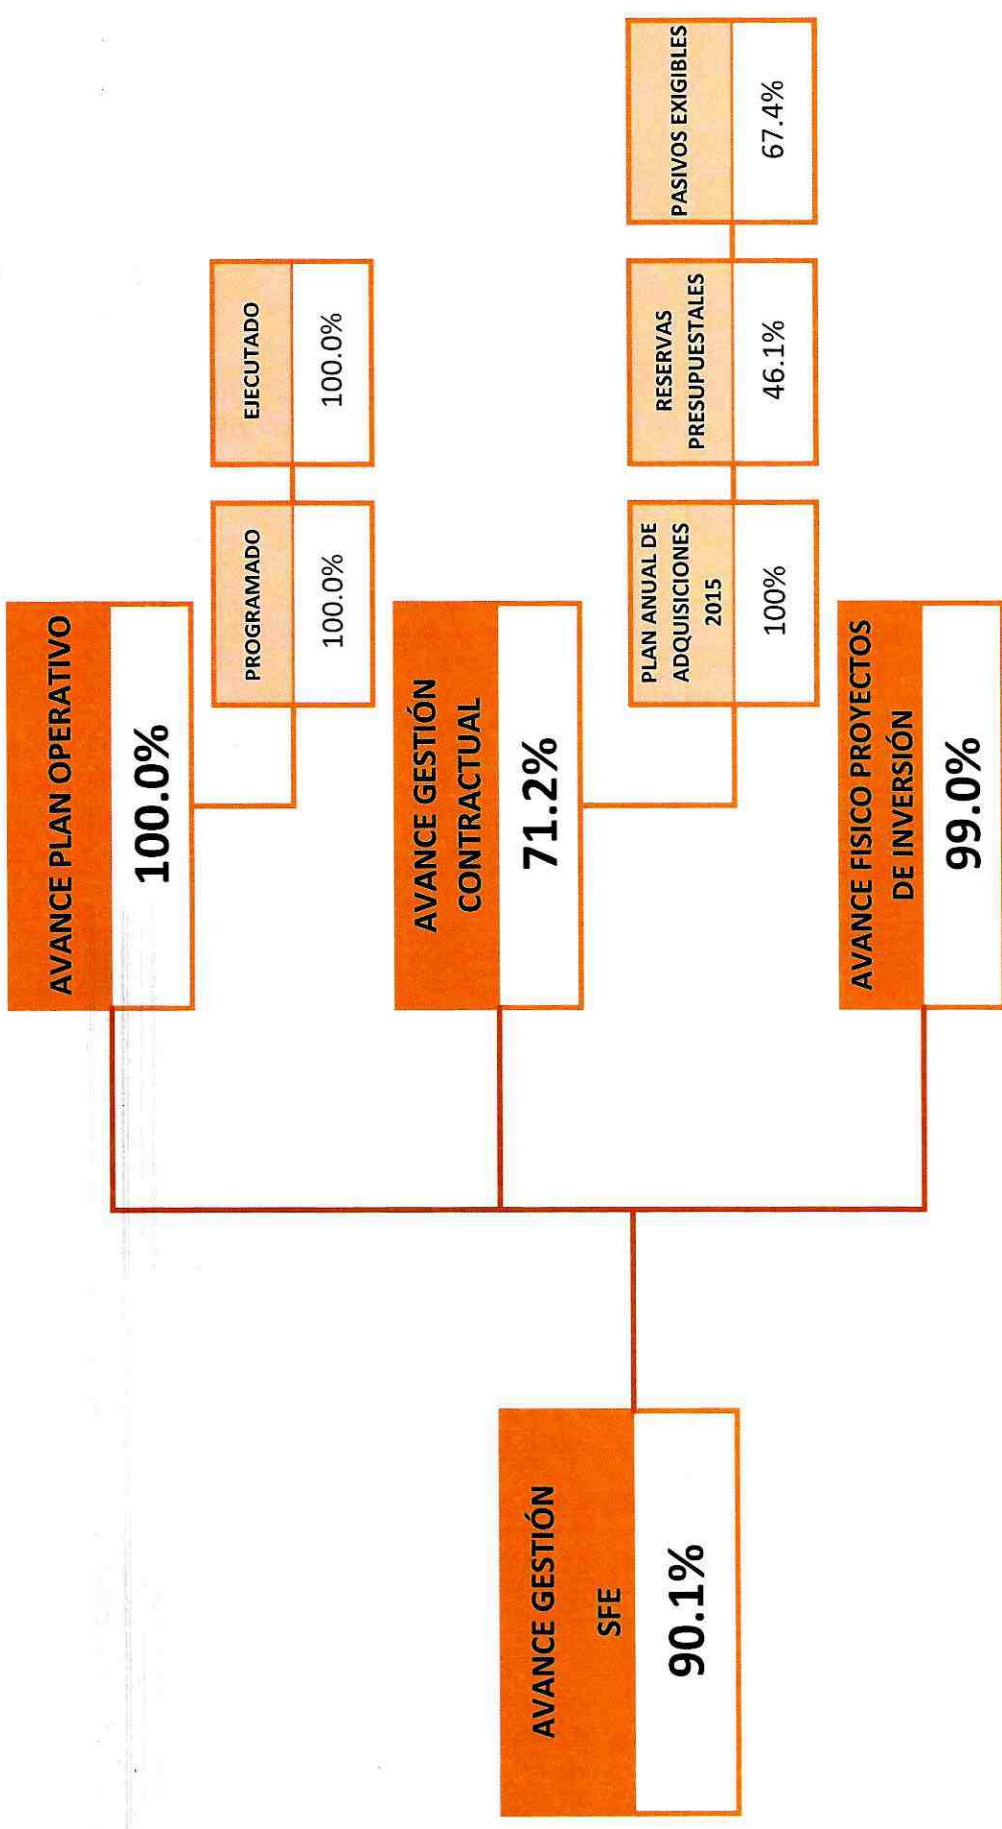 AVANCE GESTIÓN
SFE
90.1%
AVANCE PLAN OPERATIVO
100.0%
PROGRAMADO
100.0%
EJECUTADO
100.0%
AVANCE GESTIÓN
CONTRACTUAL
71.2%
PLAN ANUAL DE
ADQUISICIONES
2015
100%
RESERVAS
PRESUPUESTALES
46.1%
PASIVOS EXIGIBLES
67.4%
AVANCE FISICO PROYECTOS
DE INVERSIÓN
99.0%